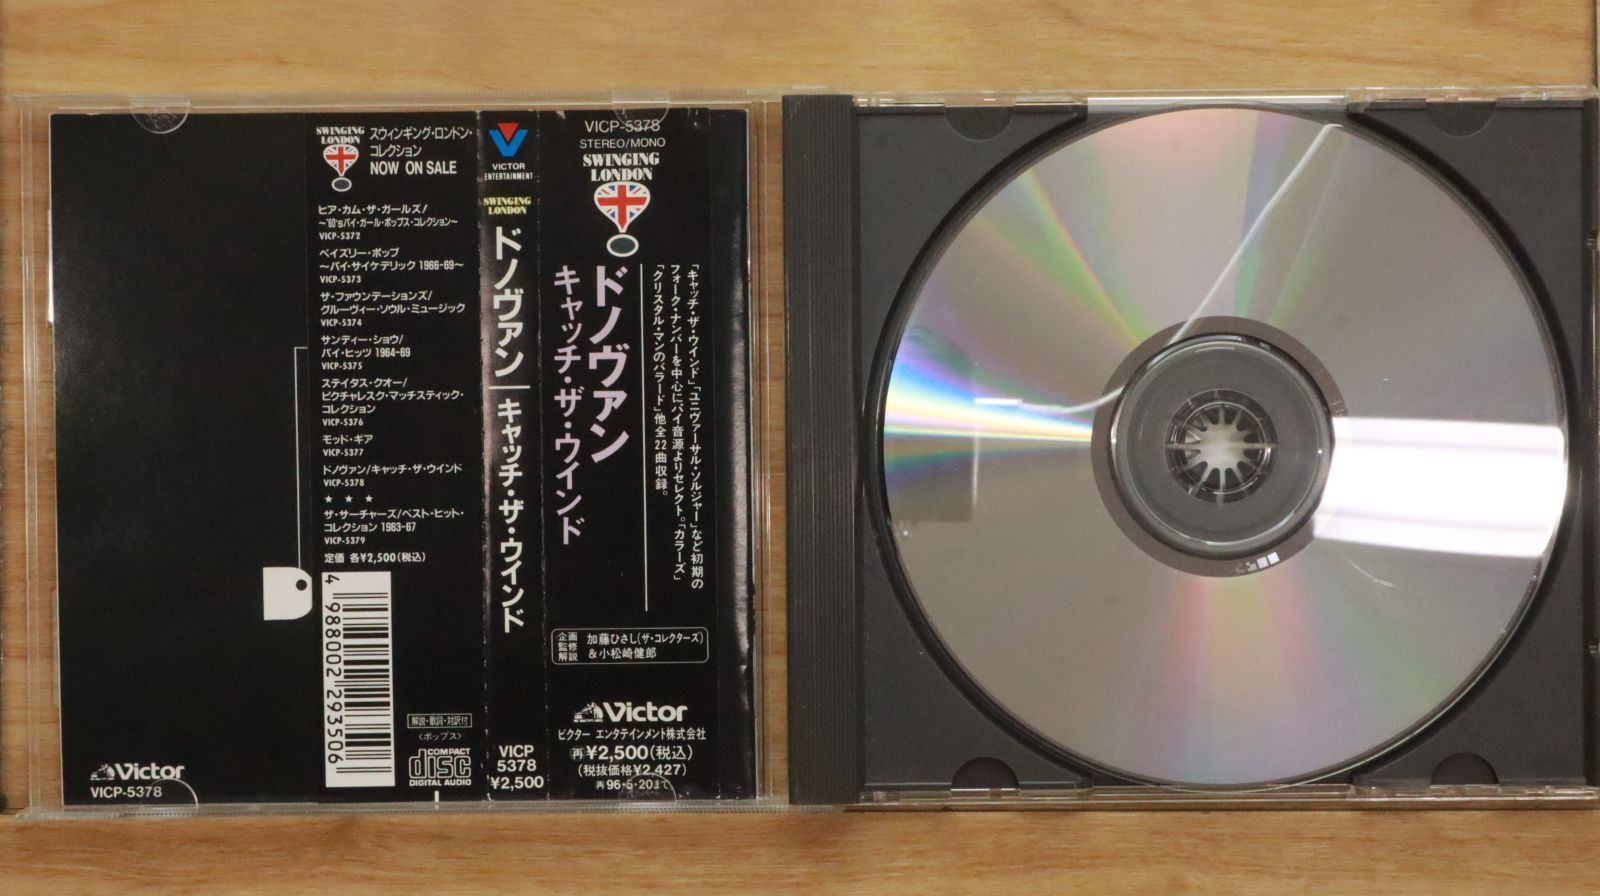 SWINGING
LONDON
スウィンギング・ロンドン・
コレクション
NOW ON SALE
ヒア・カム・ザ・ガールズ/
〜'60'sパイ・ガール・ポップス・コレクション〜
VICP-5372
ペイズリー・ポップ
〜パイ・サイケデリック 1966-69〜
VICP-5373
ザ・ファウンデーションズ/
グルーヴィー・ソウル・ミュージック
VICP-5374
サンディー・ショウ/
パイ・ヒッツ 1964-69
VICP-5375
ステイタス・クオー/
ピクチャレスク・マッチスティック・
コレクション
VICP-5376
モッド・ギア
VICP-5377
ドノヴァン/キャッチ・ザ・ウインド
VICP-5378
★ ★ ★
ザ・サーチャーズ/ベスト・ヒット・
コレクション 1963-67
VICP-5379
定価 各¥2,500(税込)
4 988002 293506
解説・歌詞・対訳付
〈ポップス〉
COMPACT
disc
DIGITAL AUDIO
Victor
VICP-5378
VICTOR
ENTERTAINMENT
SWINGING
LONDON
ドノヴァン|キャッチ・ザ・ウインド
VICP
5378
¥2,500
VICP-5378
STEREO/MONO
SWINGING
LONDON
ドノヴァン
キャッチ・ザ・ウインド
「キャッチ・ザ・ウインド」「ユニヴァーサル・ソルジャー」など初期の
フォーク・ナンバーを中心にパイ音源よりセレクト。「カラーズ」
「クリスタル・マンのバラード」他全22曲収録。
企画
監修
解説
加藤ひさし(ザ・コレクターズ)
&小松崎健郎
Victor
ビクター エンタテインメント株式会社
再¥2,500(税込)
(税抜価格¥2,427)
再96・5・20まで